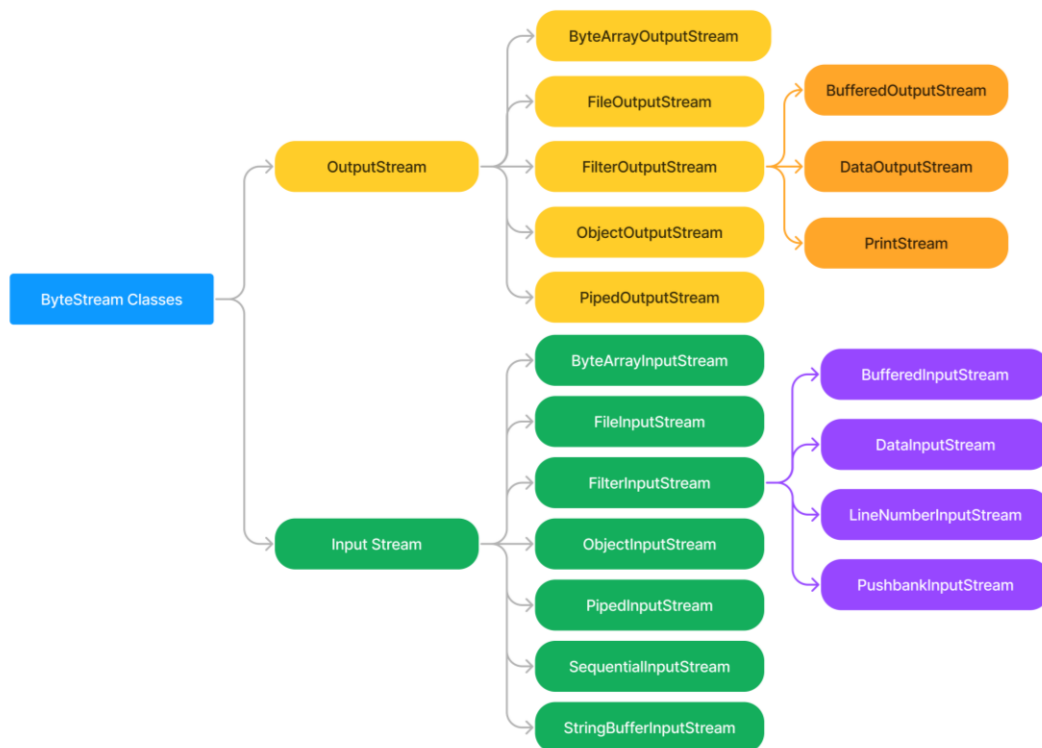 ByteStream Classes
OutputStream
ByteArrayOutputStream
FileOutputStream
FilterOutputStream
ObjectOutputStream
PipedOutputStream
BufferedOutputStream
DataOutputStream
PrintStream
Input Stream
ByteArrayInputStream
FileInputStream
FilterInputStream
ObjectInputStream
PipedInputStream
SequentialInputStream
StringBufferInputStream
BufferedInputStream
DataInputStream
LineNumberInputStream
PushbankInputStream